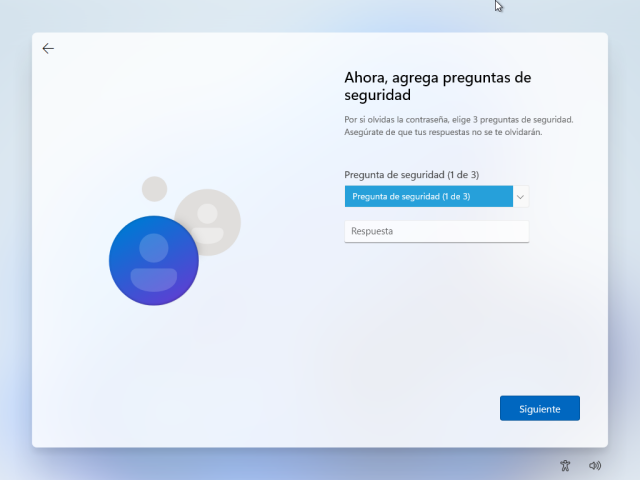 Ahora, agrega preguntas de
seguridad
Por si olvidas la contraseña, elige 3 preguntas de seguridad.
Asegúrate de que tus respuestas no se te olvidarán.
Pregunta de seguridad (1 de 3)
Pregunta de seguridad (1 de 3)
Respuesta
Siguiente